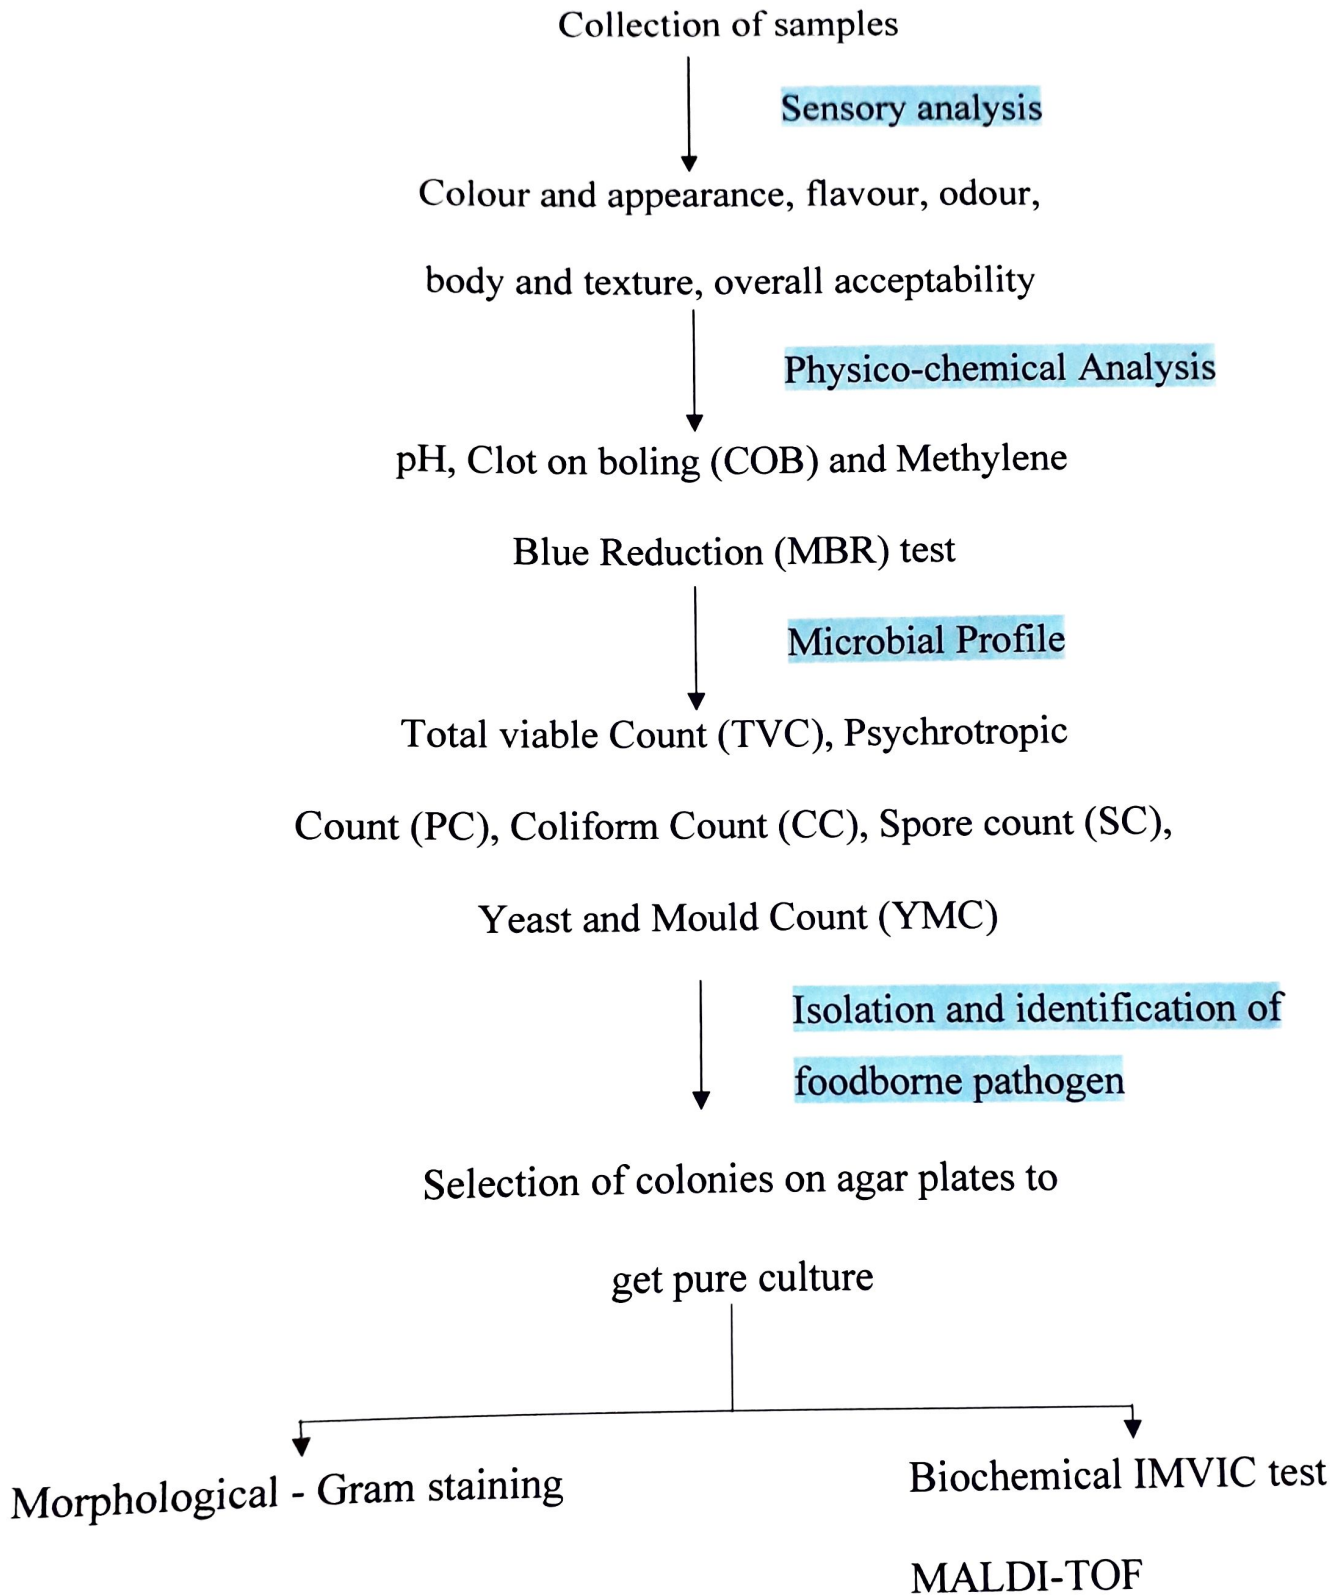 Collection of samples
Sensory analysis
Colour and appearance, flavour, odour,
body and texture, overall acceptability
Physico-chemical Analysis
pH, Clot on boling (COB) and Methylene
Blue Reduction (MBR) test
Microbial Profile
Total viable Count (TVC), Psychrotropic
Count (PC), Coliform Count (CC), Spore count (SC),
Yeast and Mould Count (YMC)
Isolation and identification of
foodborne pathogen
Selection of colonies on agar plates to
get pure culture
Morphological - Gram staining
Biochemical IMVIC test
MALDI-TOF